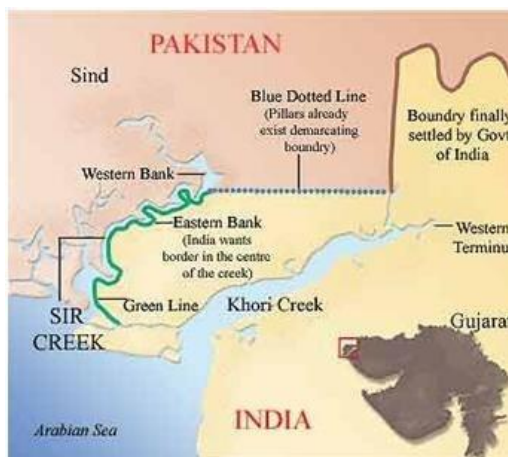 PAKISTAN
Sind
Blue Dotted Line
(Pillars already
exist demarcating
boundry)
Boundry finally
settled by Govt
of India
Western Bank
Eastern Bank
(India wants
border in the centre
of the creek)
Western
Terminu
Green Line
SIR
CREEK
Khori Creek
Gujarat
INDIA
Arabian Sea